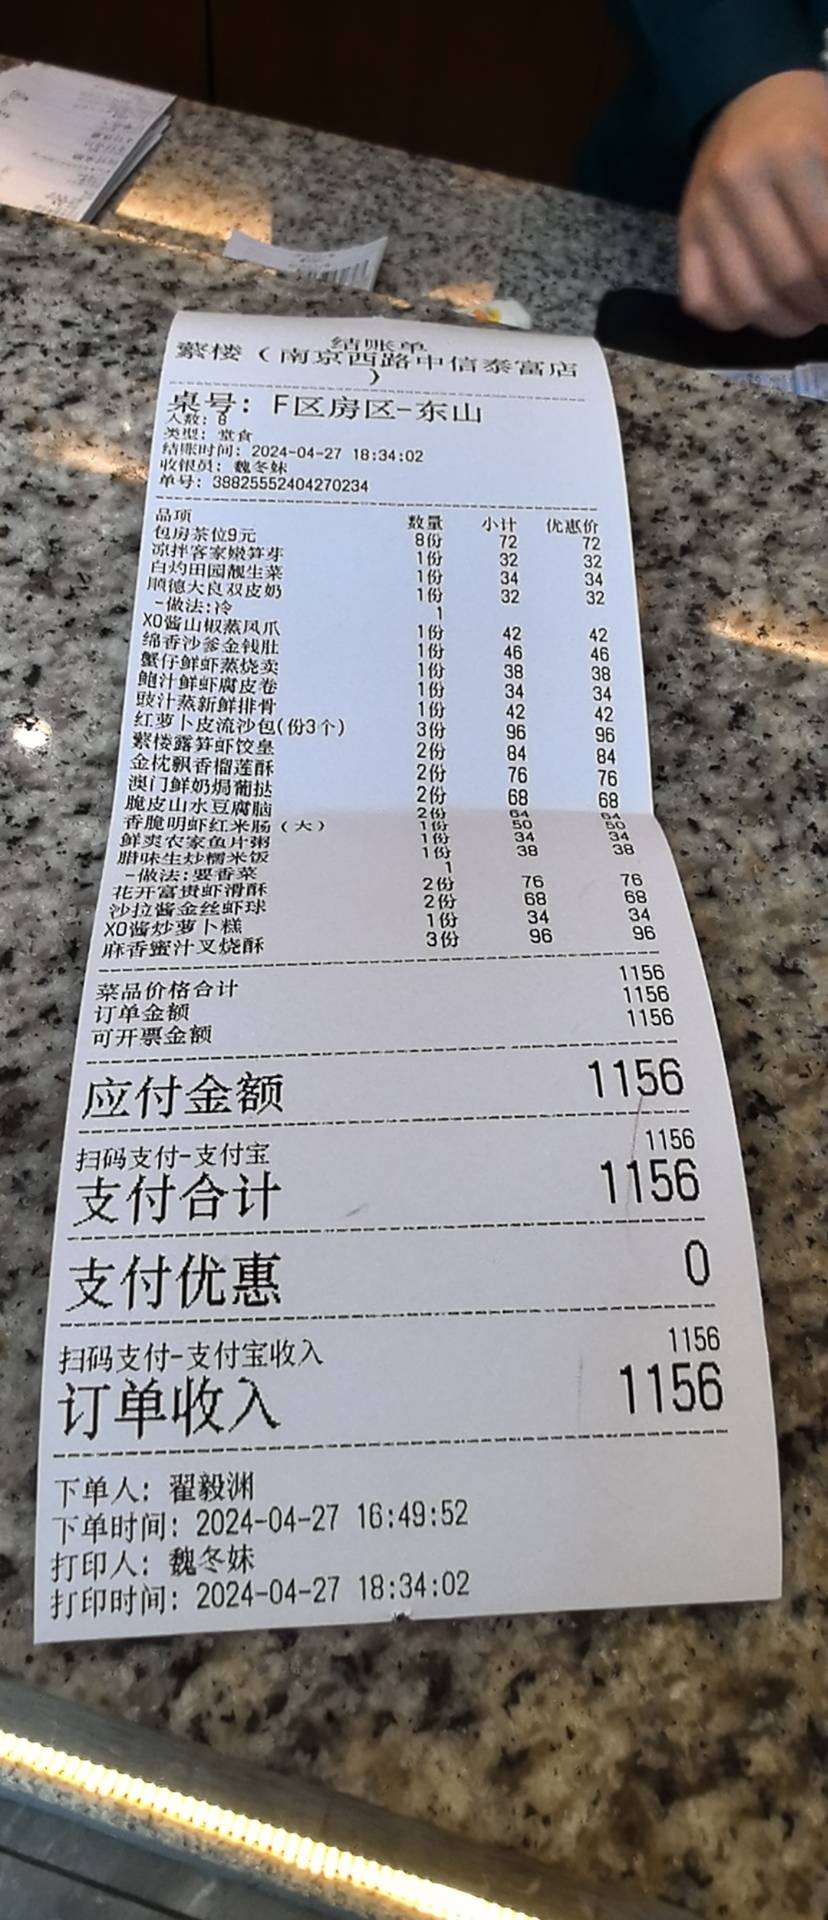 结账单
蘩楼（南京西路中信泰富店
）
桌号: F区房区-东山
人数: 8
类型: 堂食
结账时间: 2024-04-27 18:34:02
收银员: 魏冬妹
单号: 39825552404270234
品项 数量 小计 优惠价
包房茶位9元 8份 72 72
凉拌客家嫩笋芽 1份 32 32
白灼田园靓生菜 1份 34 34
顺德大良双皮奶 1份 32 32
-做法:冷 1
XO酱山椒蒸凤爪 1份 42 42
绵香沙爹金钱肚 1份 46 46
蟹仔鲜虾蒸烧卖 1份 38 38
鲍汁鲜虾腐皮卷 1份 34 34
豉汁蒸新鲜排骨 1份 42 42
红萝卜皮流沙包(份3个) 3份 96 96
蘩楼露笋虾饺皇 2份 84 84
金枕飘香榴莲酥 2份 76 76
澳门鲜奶焗葡挞 2份 68 68
脆皮山水豆腐脑 2份 64 64
香脆明虾红米肠（大） 1份 50 50
鲜爽农家鱼片粥 1份 34 34
腊味生炒糯米饭 1份 38 38
-做法:要香菜 1
花开富贵虾滑酥 2份 76 76
沙拉酱金丝虾球 2份 68 68
XO酱炒萝卜糕 1份 34 34
麻香蜜汁叉烧酥 3份 96 96
菜品价格合计 1156
订单金额 1156
可开票金额 1156
应付金额 1156
扫码支付-支付宝 1156
支付合计 1156
支付优惠 0
扫码支付-支付宝收入 1156
订单收入 1156
下单人: 翟毅渊
下单时间: 2024-04-27 16:49:52
打印人: 魏冬妹
打印时间: 2024-04-27 18:34:02